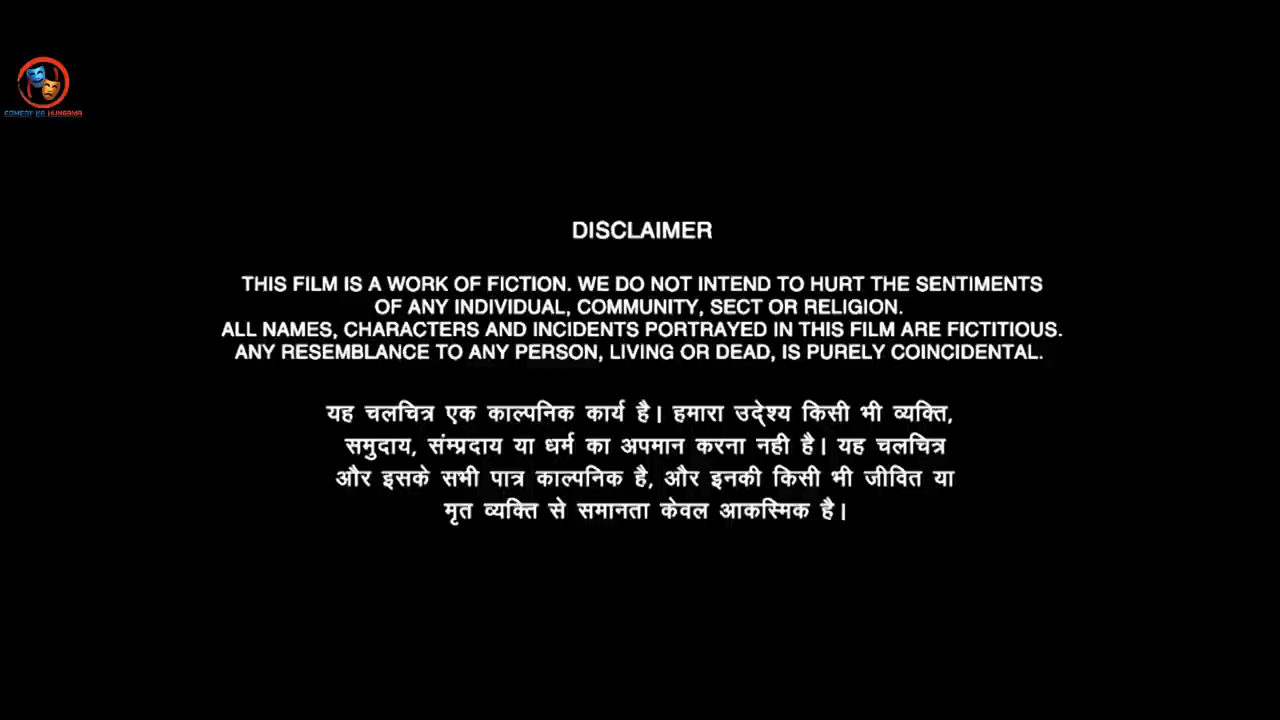 COMEDY KA HUNGAMA
DISCLAIMER
THIS FILM IS A WORK OF FICTION. WE DO NOT INTEND TO HURT THE SENTIMENTS
OF ANY INDIVIDUAL, COMMUNITY, SECT OR RELIGION.
ALL NAMES, CHARACTERS AND INCIDENTS PORTRAYED IN THIS FILM ARE FICTITIOUS.
ANY RESEMBLANCE TO ANY PERSON, LIVING OR DEAD, IS PURELY COINCIDENTAL.
यह चलचित्र एक काल्पनिक कार्य है। हमारा उद्देश्य किसी भी व्यक्ति,
समुदाय, संम्प्रदाय या धर्म का अपमान करना नही है। यह चलचित्र
और इसके सभी पात्र काल्पनिक है, और इनकी किसी भी जीवित या
मृत व्यक्ति से समानता केवल आकस्मिक है।